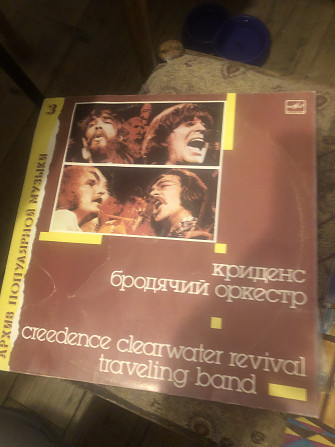 3
АРХИВ ПОПУЛЯРНОЙ МУЗЫКИ
криденс
бродячий оркестр
creedence clearwater revival
traveling band